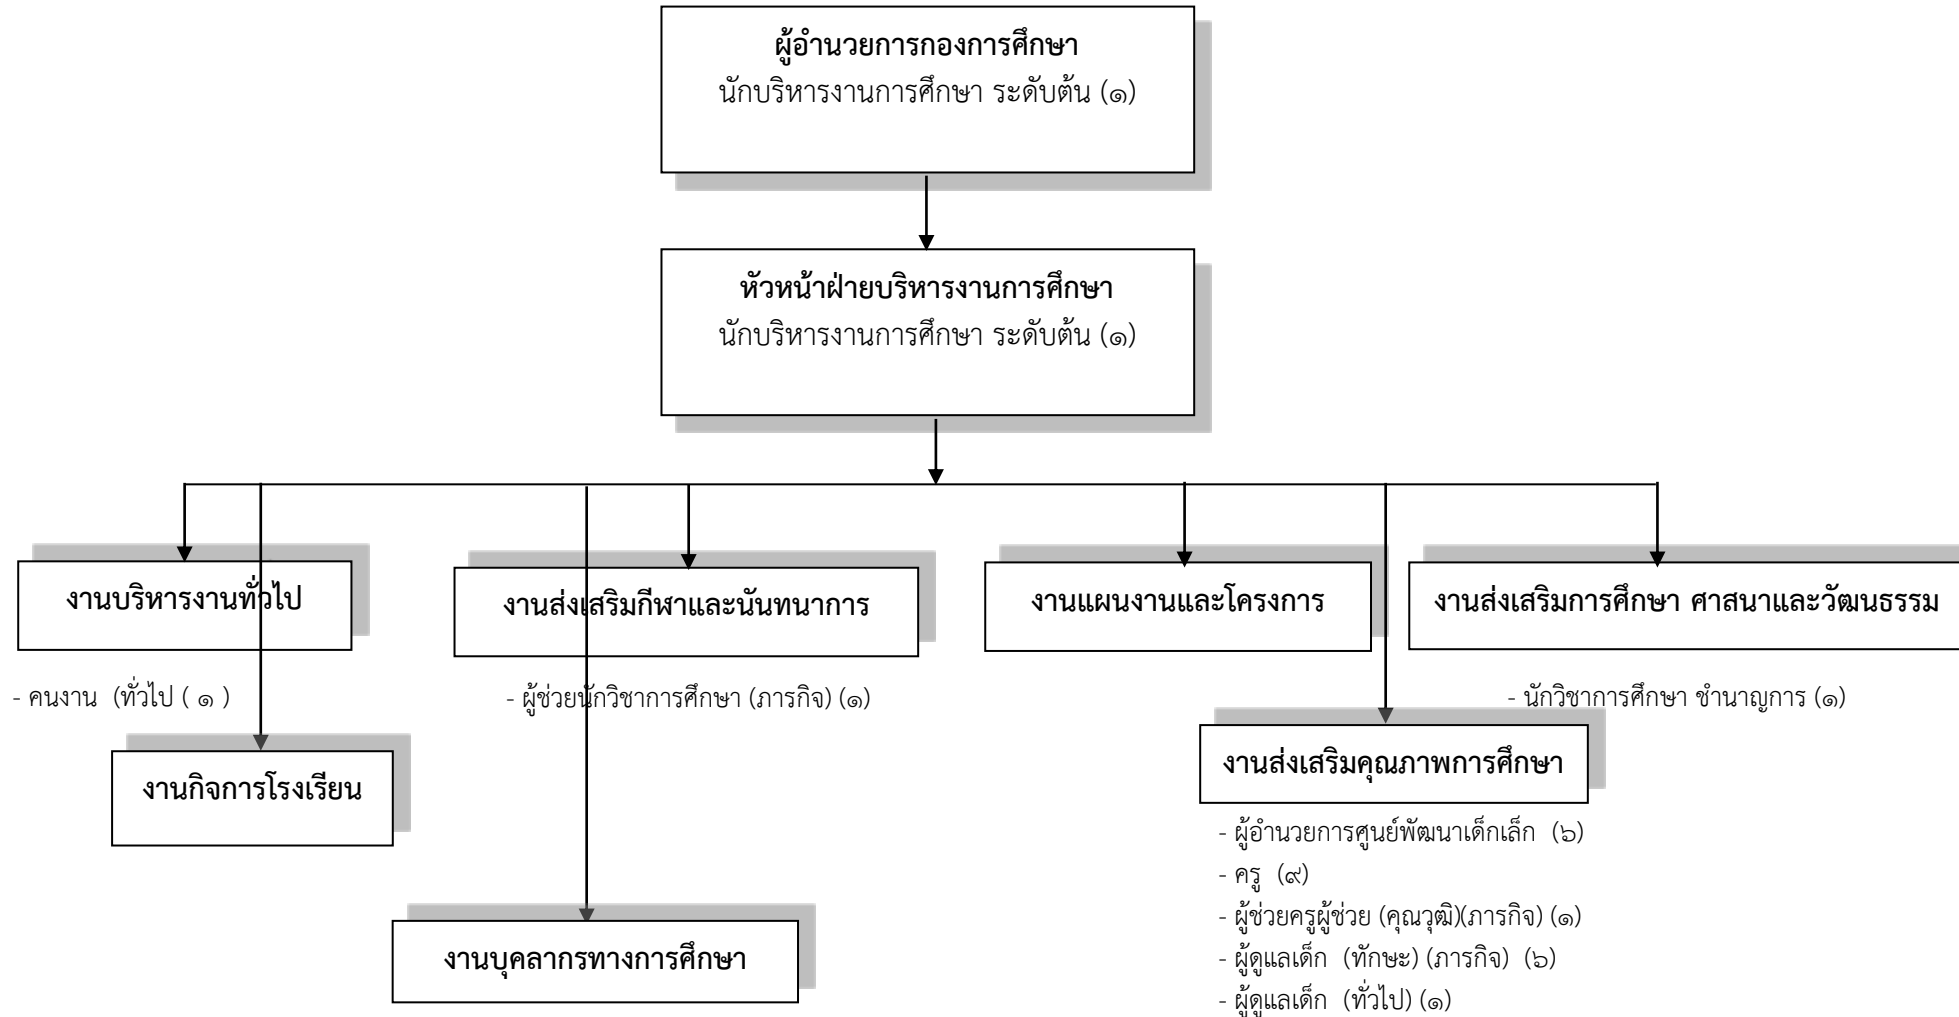 ผู้อำนวยการกองการศึกษา
นักบริหารงานการศึกษา ระดับต้น (๑)
หัวหน้าฝ่ายบริหารงานการศึกษา
นักบริหารงานการศึกษา ระดับต้น (๑)
งานบริหารงานทั่วไป
งานส่งเสริมกีฬาและนันทนาการ
งานแผนงานและโครงการ
งานส่งเสริมการศึกษา ศาสนาและวัฒนธรรม
- คนงาน (ทั่วไป ( ๑ )
- ผู้ช่วยนักวิชาการศึกษา (ภารกิจ) (๑)
- นักวิชาการศึกษา ชำนาญการ (๑)
งานกิจการโรงเรียน
งานส่งเสริมคุณภาพการศึกษา
- ผู้อำนวยการศูนย์พัฒนาเด็กเล็ก (๖)
- ครู (๙)
- ผู้ช่วยครูผู้ช่วย (คุณวุฒิ)(ภารกิจ) (๑)
- ผู้ดูแลเด็ก (ทักษะ) (ภารกิจ) (๖)
- ผู้ดูแลเด็ก (ทั่วไป) (๑)
งานบุคลากรทางการศึกษา